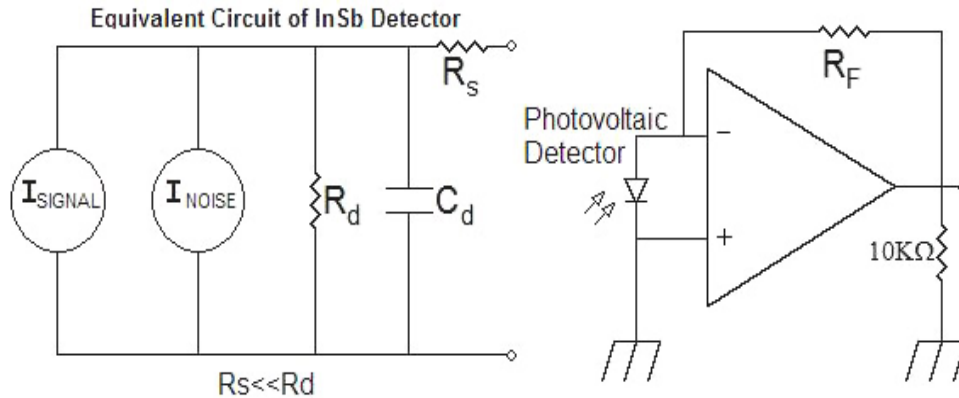 Equivalent Circuit of InSb Detector
Rs
ISIGNAL
INOISE
Rd
Cd
Rs<<Rd
RF
Photovoltaic
Detector
−
+
10KΩ